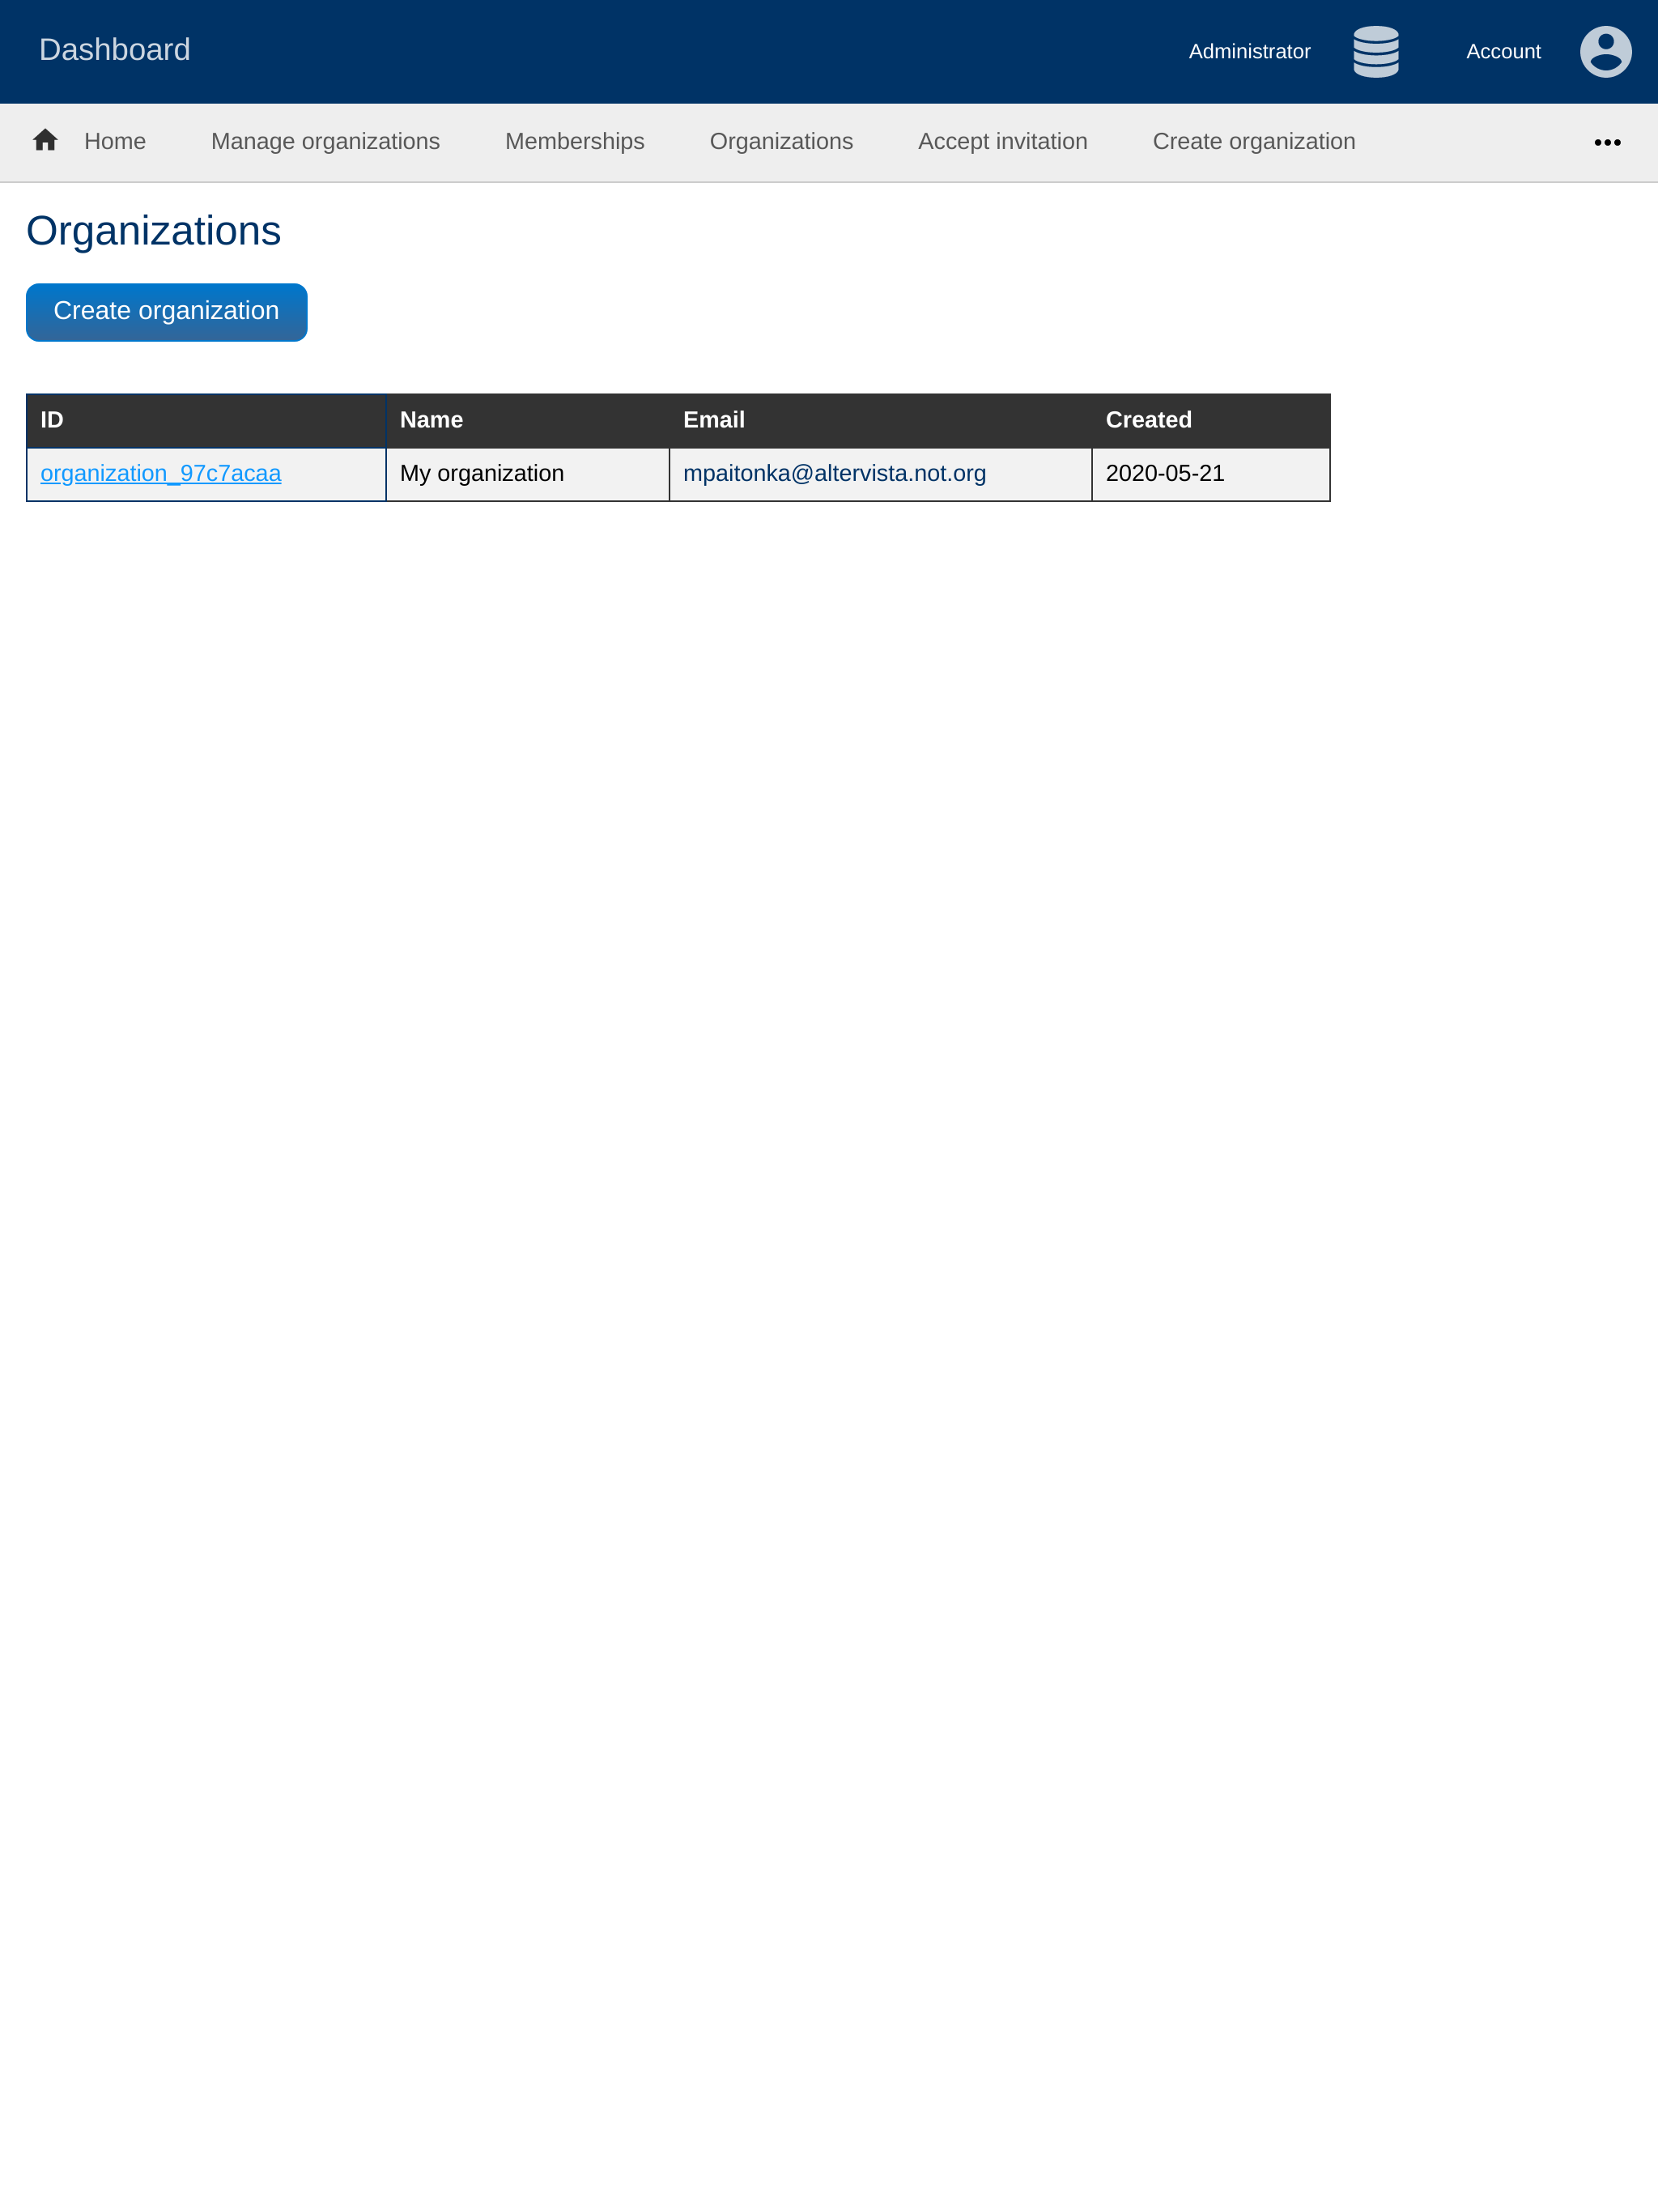 Dashboard Administrator Account
Home Manage organizations Memberships Organizations Accept invitation Create organization •••
Organizations
Create organization
ID Name Email Created
organization_97c7acaa My organization mpaitonka@altervista.not.org 2020-05-21